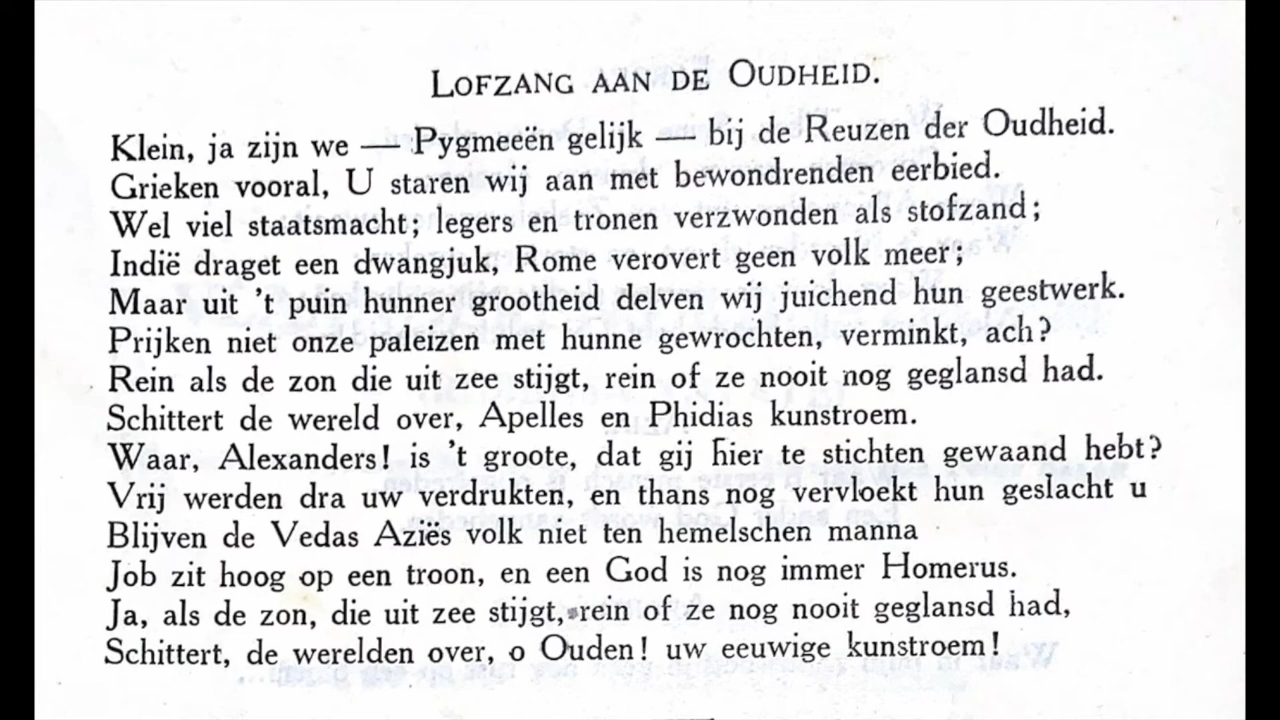 LOFZANG AAN DE OUDHEID.
Klein, ja zijn we — Pygmeeën gelijk — bij de Reuzen der Oudheid.
Grieken vooral, U staren wij aan met bewondrenden eerbied.
Wel viel staatsmacht; legers en tronen verzwonden als stofzand;
Indië draget een dwangjuk, Rome verovert geen volk meer;
Maar uit 't puin hunner grootheid delven wij juichend hun geestwerk.
Prijken niet onze paleizen met hunne gewrochten, verminkt, ach?
Rein als de zon die uit zee stijgt, rein of ze nooit nog geglansd had.
Schittert de wereld over, Apelles en Phidias kunstroem.
Waar, Alexanders! is 't groote, dat gij hier te stichten gewaand hebt?
Vrij werden dra uw verdrukten, en thans nog vervloekt hun geslacht u
Blijven de Vedas Aziës volk niet ten hemelschen manna
Job zit hoog op een troon, en een God is nog immer Homerus.
Ja, als de zon, die uit zee stijgt, rein of ze nog nooit geglansd had,
Schittert, de werelden over, o Ouden! uw eeuwige kunstroem!